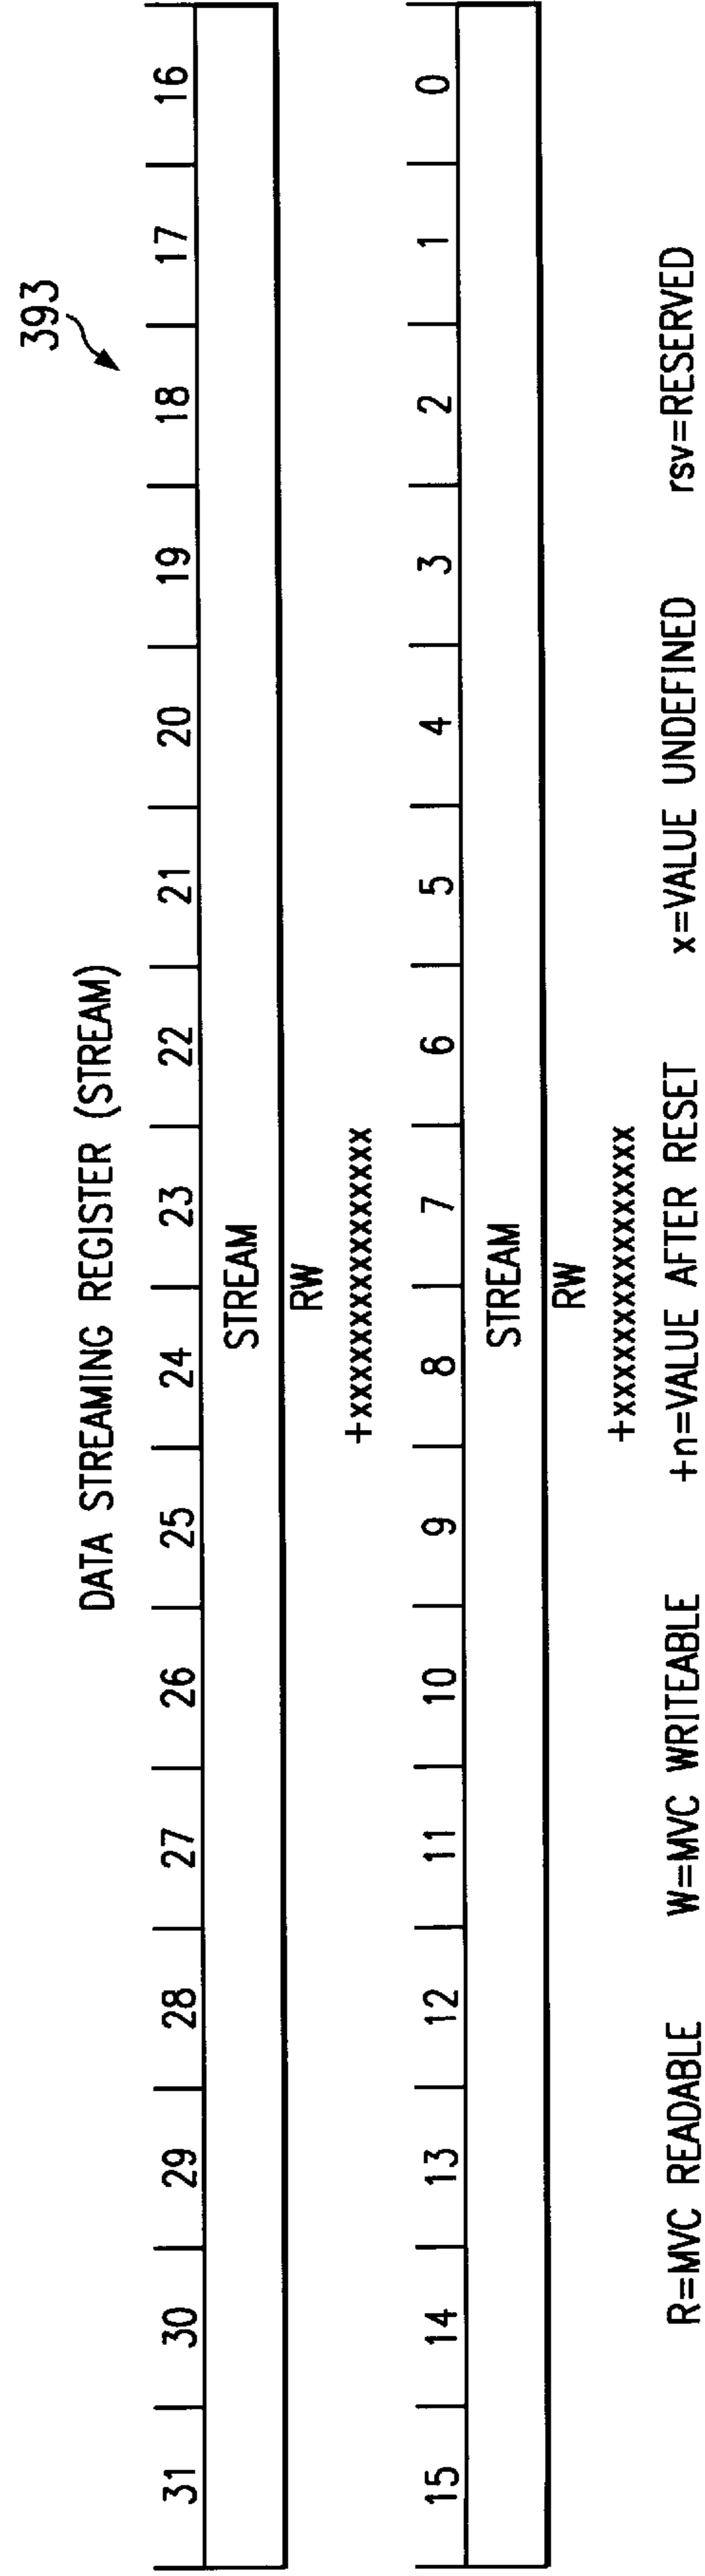 393
DATA STREAMING REGISTER (STREAM)
31 30 29 28 27 26 25 24 23 22 21 20 19 18 17 16
STREAM
RW
+xxxxxxxxxxxxxxxx
15 14 13 12 11 10 9 8 7 6 5 4 3 2 1 0
STREAM
RW
+xxxxxxxxxxxxxxxx
R=MVC READABLE W=MVC WRITEABLE +n=VALUE AFTER RESET x=VALUE UNDEFINED rsv=RESERVED